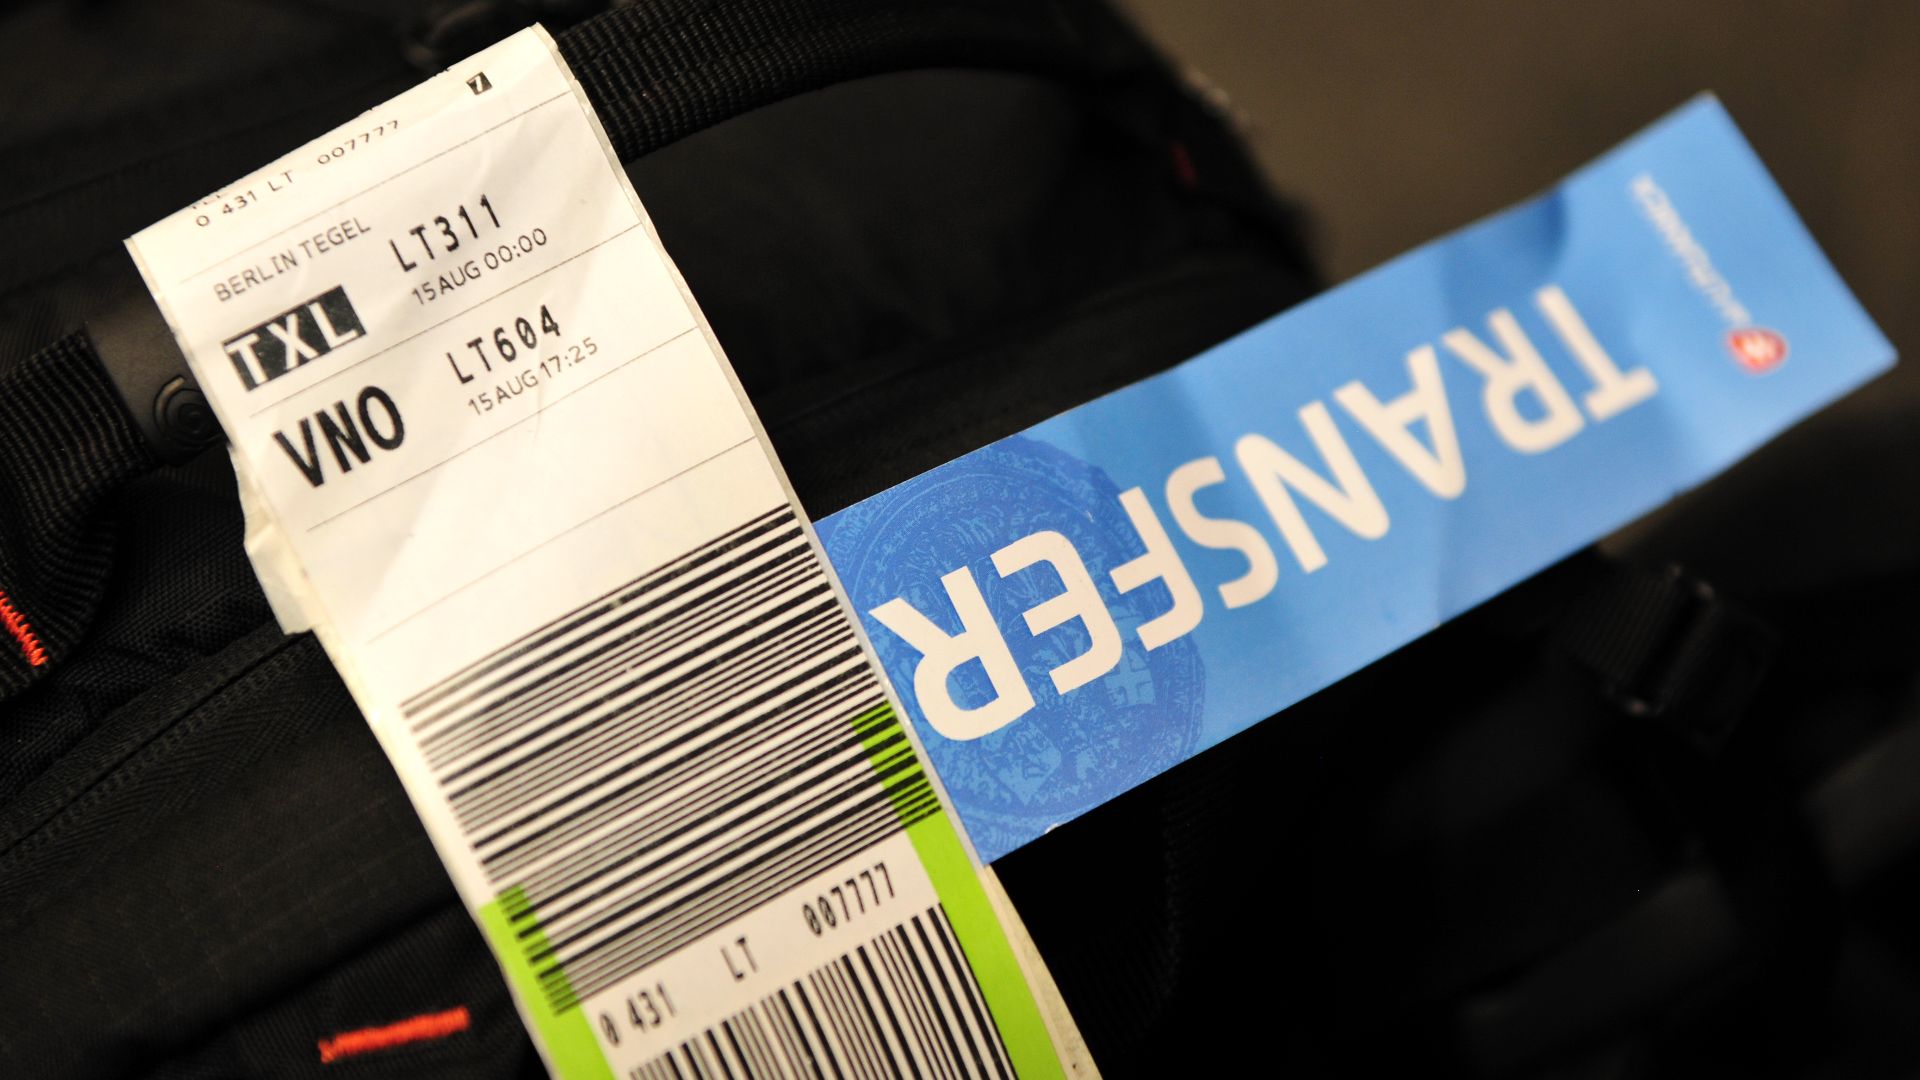 7
0 431 LT 007777
BERLIN TEGEL
LT311
TXL
15AUG 00:00
LT604
VNO
15AUG 17:25
0 431 LT 007777
TRANSFER